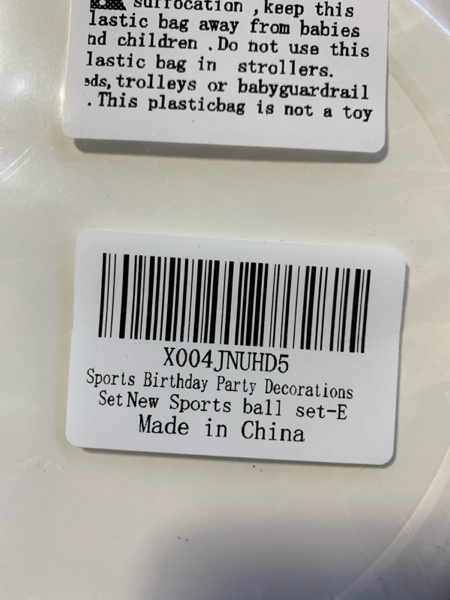 suffocation ,keep this
lastic bag away from babies
nd children .Do not use this
lastic bag in strollers.
eds,trolleys or babyguardrail
.This plasticbag is not a toy
X004JNUHD5
Sports Birthday Party Decorations
SetNew Sports ball set-E
Made in China